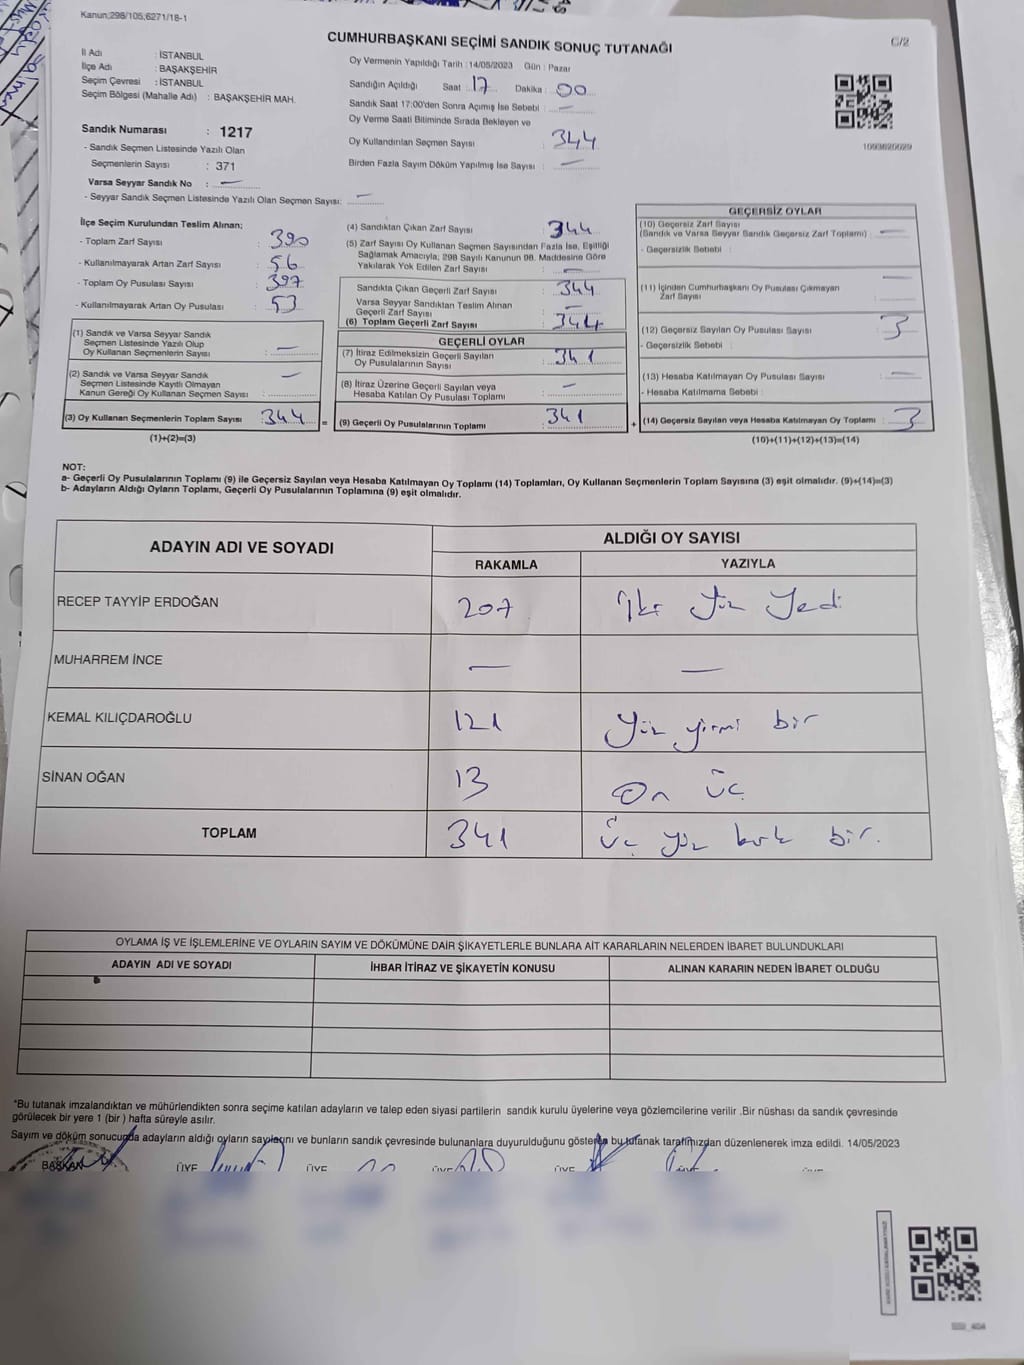 Kanun;298/105;6271/18-1
C/2
CUMHURBAŞKANI SEÇİMİ SANDIK SONUÇ TUTANAĞI
İl Adı : İSTANBUL
İlçe Adı : BAŞAKŞEHİR
Seçim Çevresi : İSTANBUL
Seçim Bölgesi (Mahalle Adı) : BAŞAKŞEHİR MAH.
Sandık Numarası : 1217
- Sandık Seçmen Listesinde Yazılı Olan
Seçmenlerin Sayısı : 371
Varsa Seyyar Sandık No : —
- Seyyar Sandık Seçmen Listesinde Yazılı Olan Seçmen Sayısı: —
Oy Vermenin Yapıldığı Tarih : 14/05/2023 Gün : Pazar
Sandığın Açıldığı Saat : 17 Dakika : 00
Sandık Saat 17:00'den Sonra Açımış İse Sebebi : —
Oy Verme Saati Bitiminde Sırada Bekleyen ve
Oy Kullandırılan Seçmen Sayısı : 344
Birden Fazla Sayım Döküm Yapılmış İse Sayısı : —
1093620029
İlçe Seçim Kurulundan Teslim Alınan;
- Toplam Zarf Sayısı : 390
- Kullanılmayarak Artan Zarf Sayısı : 56
- Toplam Oy Pusulası Sayısı : 397
- Kullanılmayarak Artan Oy Pusulası : 53
(1) Sandık ve Varsa Seyyar Sandık
Seçmen Listesinde Yazılı Olup
Oy Kullanan Seçmenlerin Sayısı : —
(2) Sandık ve Varsa Seyyar Sandık
Seçmen Listesinde Kayıtlı Olmayan
Kanun Gereği Oy Kullanan Seçmen Sayısı : —
(3) Oy Kullanan Seçmenlerin Toplam Sayısı : 344 =
(1)+(2)=(3)
(4) Sandıktan Çıkan Zarf Sayısı : 344
(5) Zarf Sayısı Oy Kullanan Seçmen Sayısından Fazla İse, Eşitliği
Sağlamak Amacıyla, 298 Sayılı Kanunun 98. Maddesine Göre
Yakılarak Yok Edilen Zarf Sayısı : —
Sandıkta Çıkan Geçerli Zarf Sayısı : 344
Varsa Seyyar Sandıktan Teslim Alınan
Geçerli Zarf Sayısı : —
(6) Toplam Geçerli Zarf Sayısı : 344
GEÇERLİ OYLAR
(7) İtiraz Edilmeksizin Geçerli Sayılan
Oy Pusulalarının Sayısı : 341
(8) İtiraz Üzerine Geçerli Sayılan veya
Hesaba Katılan Oy Pusulası Toplamı : —
(9) Geçerli Oy Pusulalarının Toplamı : 341 +
GEÇERSİZ OYLAR
(10) Geçersiz Zarf Sayısı
(Sandık ve Varsa Seyyar Sandık Geçersiz Zarf Toplamı) : —
- Geçersizlik Sebebi :
(11) İçinden Cumhurbaşkanı Oy Pusulası Çıkmayan
Zarf Sayısı : —
(12) Geçersiz Sayılan Oy Pusulası Sayısı : 3
- Geçersizlik Sebebi :
(13) Hesaba Katılmayan Oy Pusulası Sayısı : —
- Hesaba Katılmama Sebebi :
(14) Geçersiz Sayılan veya Hesaba Katılmayan Oy Toplamı : 3
(10)+(11)+(12)+(13)=(14)
NOT:
a- Geçerli Oy Pusulalarının Toplamı (9) ile Geçersiz Sayılan veya Hesaba Katılmayan Oy Toplamı (14) Toplamları, Oy Kullanan Seçmenlerin Toplam Sayısına (3) eşit olmalıdır. (9)+(14)=(3)
b- Adayların Aldığı Oyların Toplamı, Geçerli Oy Pusulalarının Toplamına (9) eşit olmalıdır.
ADAYIN ADI VE SOYADI ALDIĞI OY SAYISI
RAKAMLA YAZIYLA
RECEP TAYYİP ERDOĞAN 207 İki Yüz Yedi
MUHARREM İNCE — —
KEMAL KILIÇDAROĞLU 121 Yüz yirmi bir
SİNAN OĞAN 13 On üç
TOPLAM 341 Üç yüz kırk bir.
OYLAMA İŞ VE İŞLEMLERİNE VE OYLARIN SAYIM VE DÖKÜMÜNE DAİR ŞİKAYETLERLE BUNLARA AİT KARARLARIN NELERDEN İBARET BULUNDUKLARI
ADAYIN ADI VE SOYADI İHBAR İTİRAZ VE ŞİKAYETİN KONUSU ALINAN KARARIN NEDEN İBARET OLDUĞU
*Bu tutanak imzalandıktan ve mühürlendikten sonra seçime katılan adayların ve talep eden siyasi partilerin sandık kurulu üyelerine veya gözlemcilerine verilir .Bir nüshası da sandık çevresinde
görülecek bir yere 1 (bir ) hafta süreyle asılır.
Sayım ve döküm sonucunda adayların aldığı oyların sayılarını ve bunların sandık çevresinde bulunanlara duyurulduğunu gösteren bu tutanak tarafımızdan düzenlenerek imza edildi. 14/05/2023
BAŞKAN ÜYE ÜYE ÜYE ÜYE ÜYE